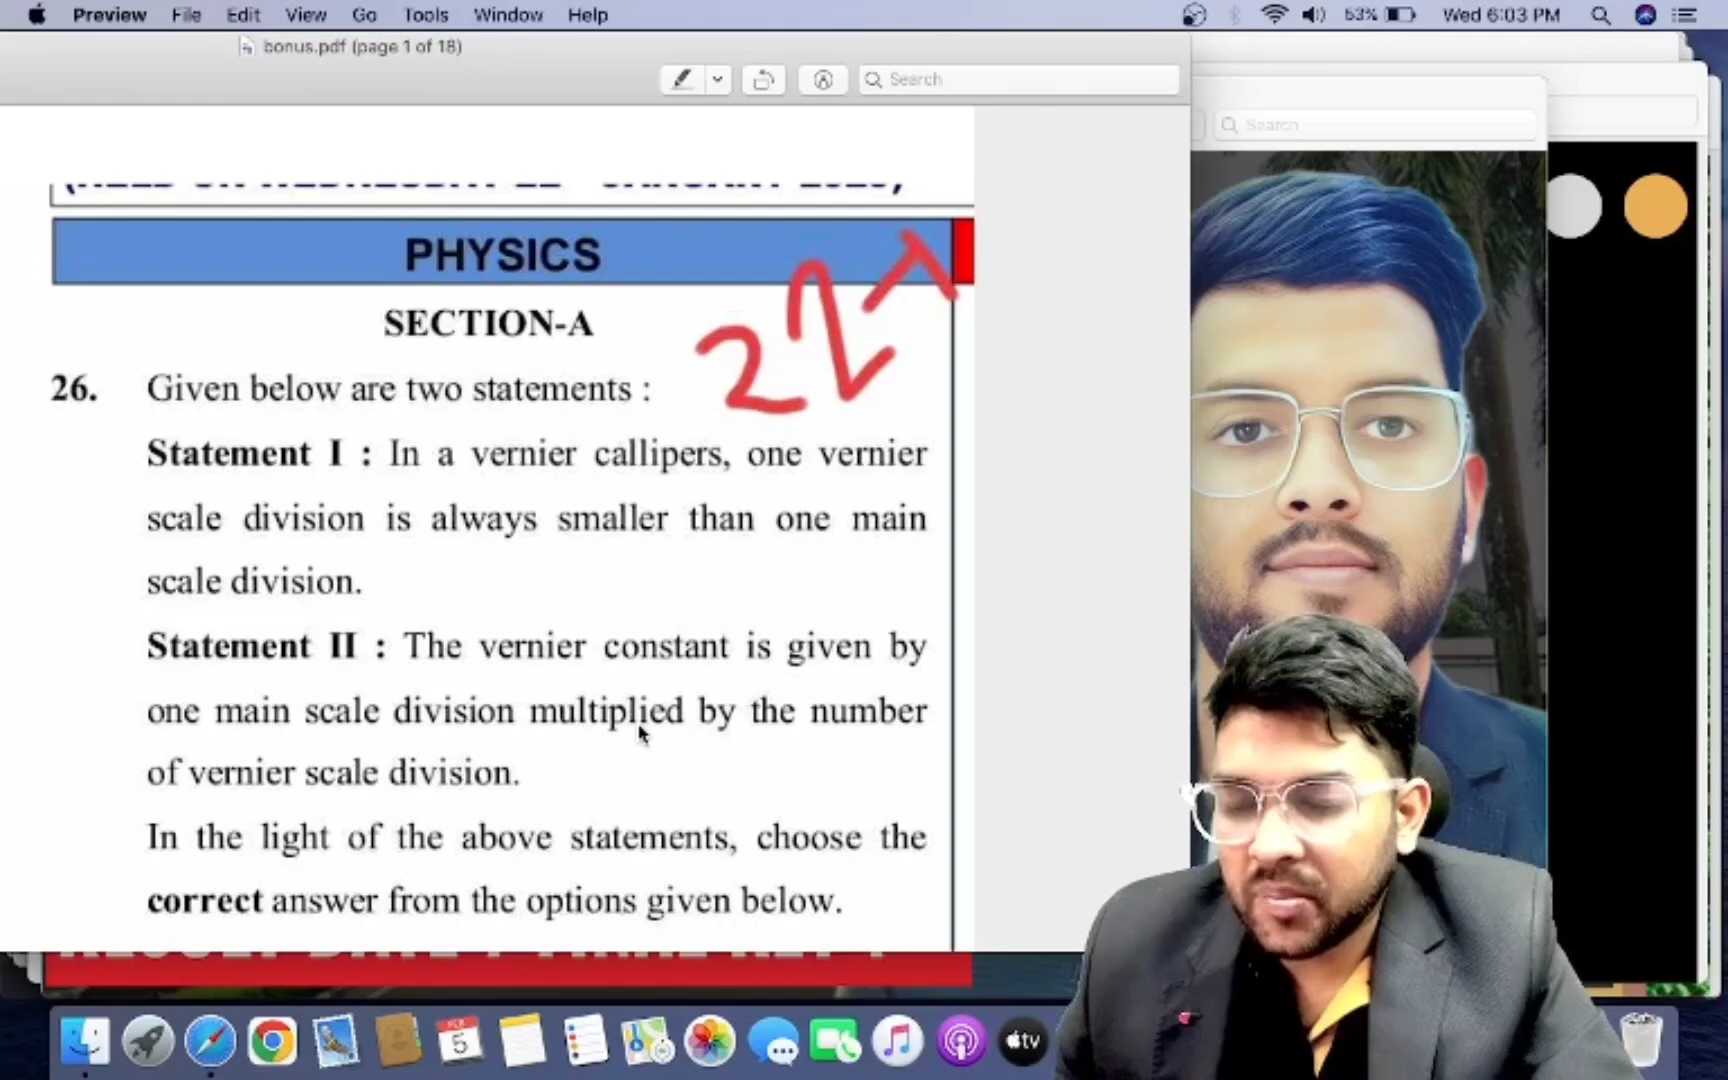 Preview File Edit View Go Tools Window Help
53% Wed 6:03 PM
bonus.pdf (page 1 of 18)
Search
Search
PHYSICS
SECTION-A
22
26. Given below are two statements :
Statement I : In a vernier callipers, one vernier
scale division is always smaller than one main
scale division.
Statement II : The vernier constant is given by
one main scale division multiplied by the number
of vernier scale division.
In the light of the above statements, choose the
correct answer from the options given below.
5
tv